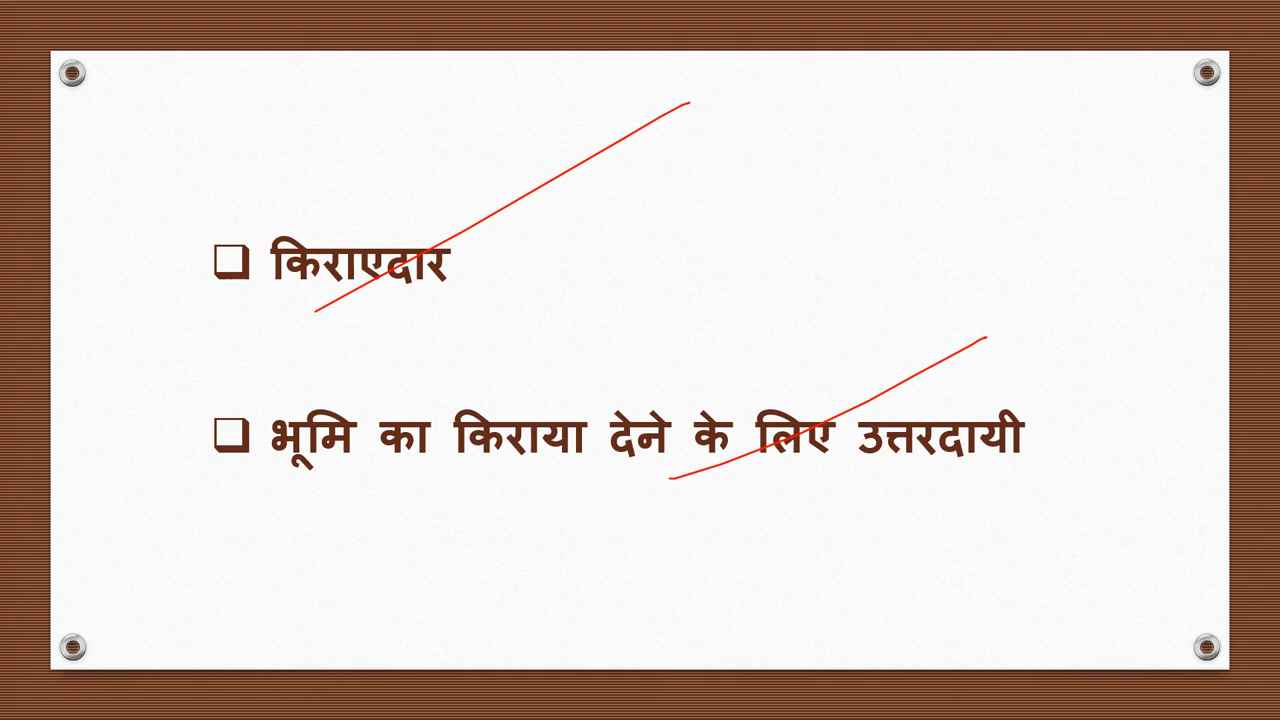 ❑ किराएदार
❑ भूमि का किराया देने के लिए उत्तरदायी